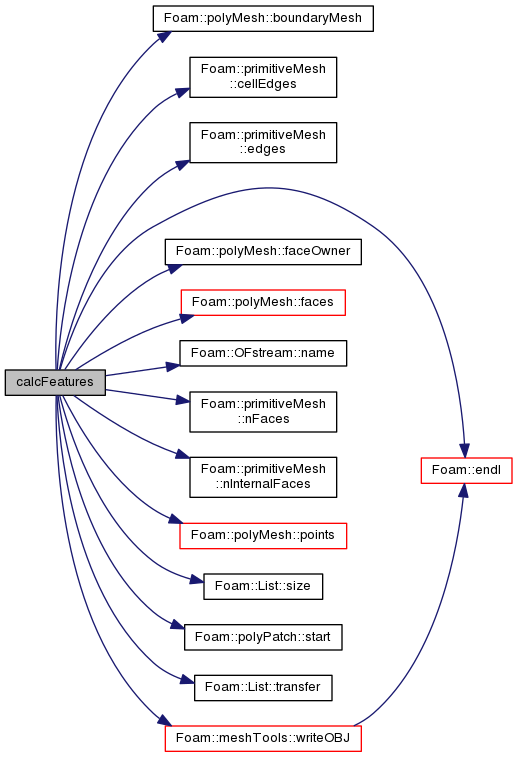 Foam::polyMesh::boundaryMesh
Foam::primitiveMesh
::cellEdges
Foam::primitiveMesh
::edges
Foam::polyMesh::faceOwner
Foam::polyMesh::faces
Foam::OFstream::name
calcFeatures
Foam::primitiveMesh
::nFaces
Foam::primitiveMesh
::nInternalFaces
Foam::endl
Foam::polyMesh::points
Foam::List::size
Foam::polyPatch::start
Foam::List::transfer
Foam::meshTools::writeOBJ